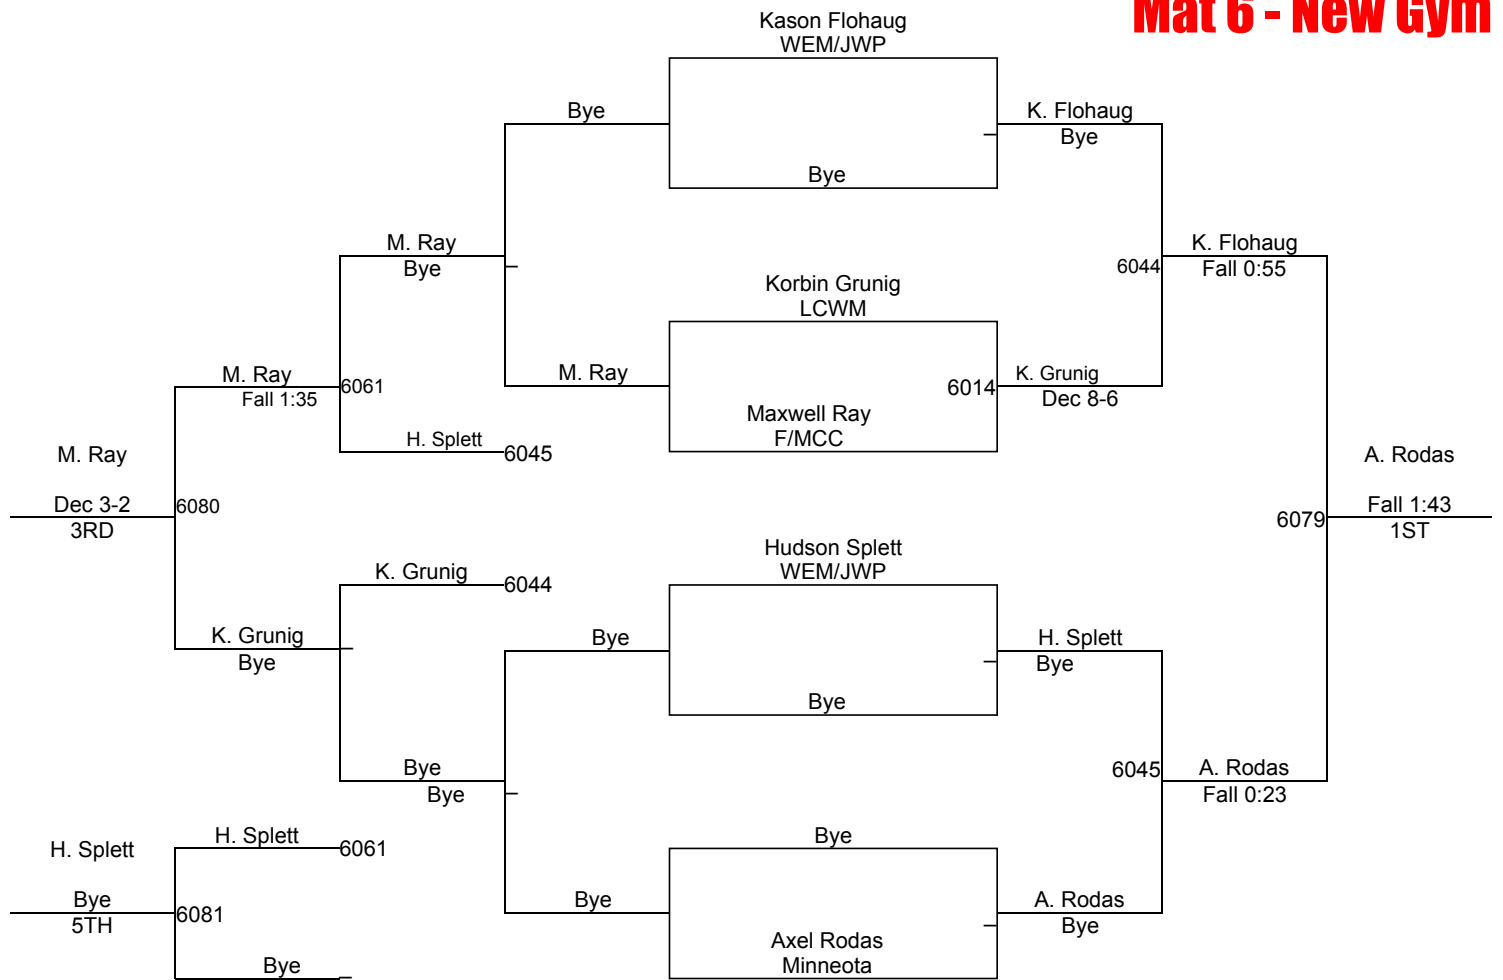 Mat 6 - New Gym
Kason Flohaug
WEM/JWP
Bye
K. Flohaug
Bye
Bye
M. Ray
Bye
K. Flohaug
Fall 0:55
6044
Korbin Grunig
LCWM
M. Ray
Fall 1:35
6061
M. Ray
6014
K. Grunig
Dec 8-6
Maxwell Ray
F/MCC
H. Splett
6045
M. Ray
Dec 3-2
3RD
6080
A. Rodas
Fall 1:43
1ST
6079
Hudson Splett
WEM/JWP
K. Grunig
6044
K. Grunig
Bye
Bye
H. Splett
Bye
Bye
Bye
Bye
6045
A. Rodas
Fall 0:23
H. Splett
6061
Bye
H. Splett
Bye
5TH
6081
Bye
A. Rodas
Bye
Axel Rodas
Minneota
Bye